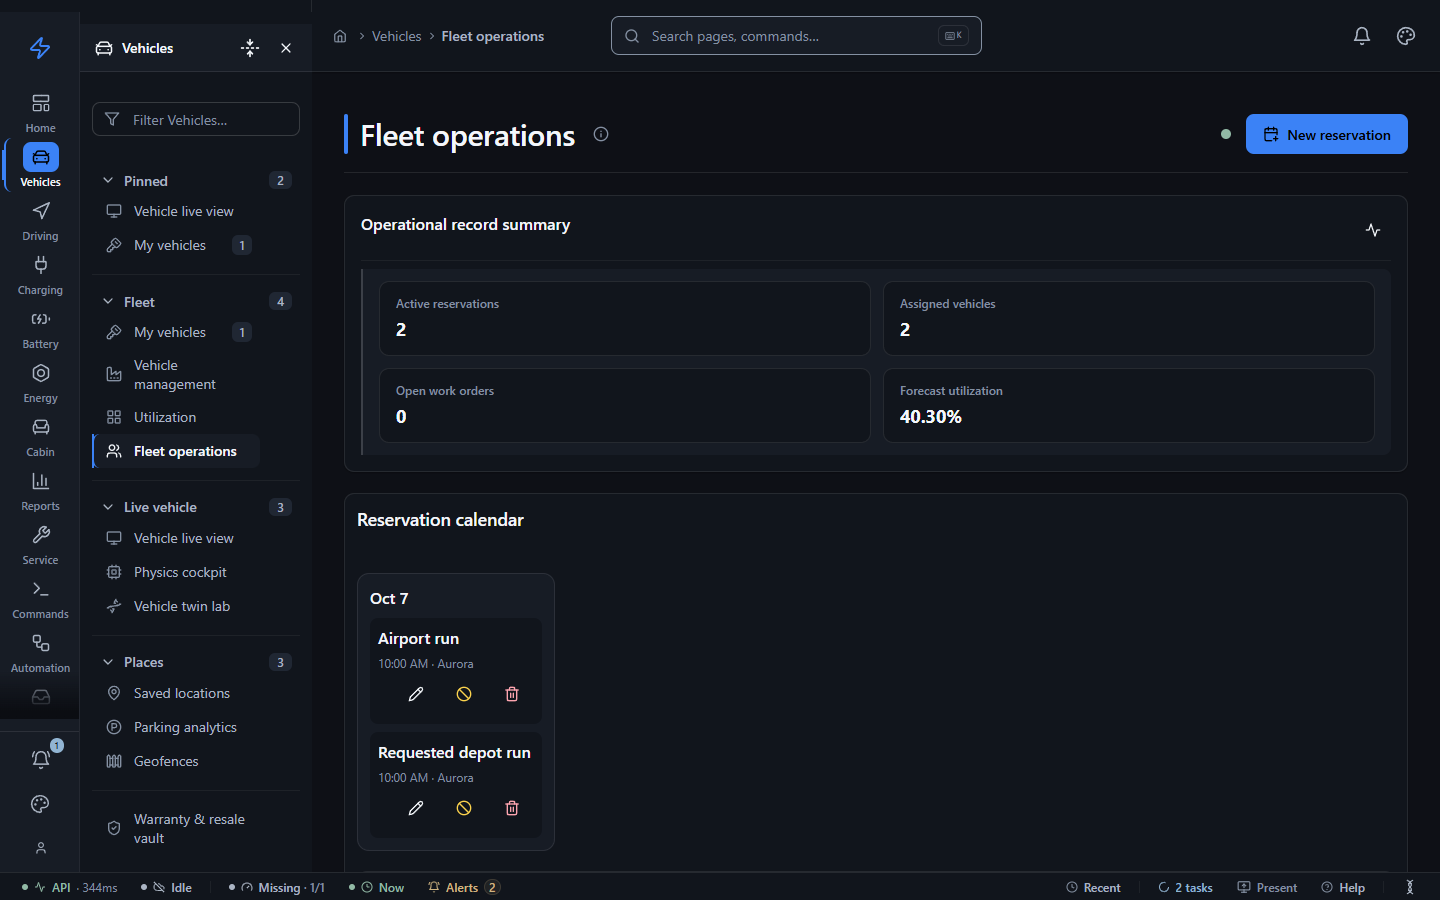 Home
Vehicles
Driving
Charging
Battery
Energy
Cabin
Reports
Service
Commands
Automation
1
Vehicles
Filter Vehicles...
Pinned 2
Vehicle live view
My vehicles 1
Fleet 4
My vehicles 1
Vehicle
management
Utilization
Fleet operations
Live vehicle 3
Vehicle live view
Physics cockpit
Vehicle twin lab
Places 3
Saved locations
Parking analytics
Geofences
Warranty & resale
vault
Vehicles Fleet operations
Search pages, commands... K
Fleet operations
New reservation
Operational record summary
Active reservations
2
Assigned vehicles
2
Open work orders
0
Forecast utilization
40.30%
Reservation calendar
Oct 7
Airport run
10:00 AM · Aurora
Requested depot run
10:00 AM · Aurora
API · 344ms
Idle
Missing · 1/1
Now
Alerts 2
Recent
2 tasks
Present
Help